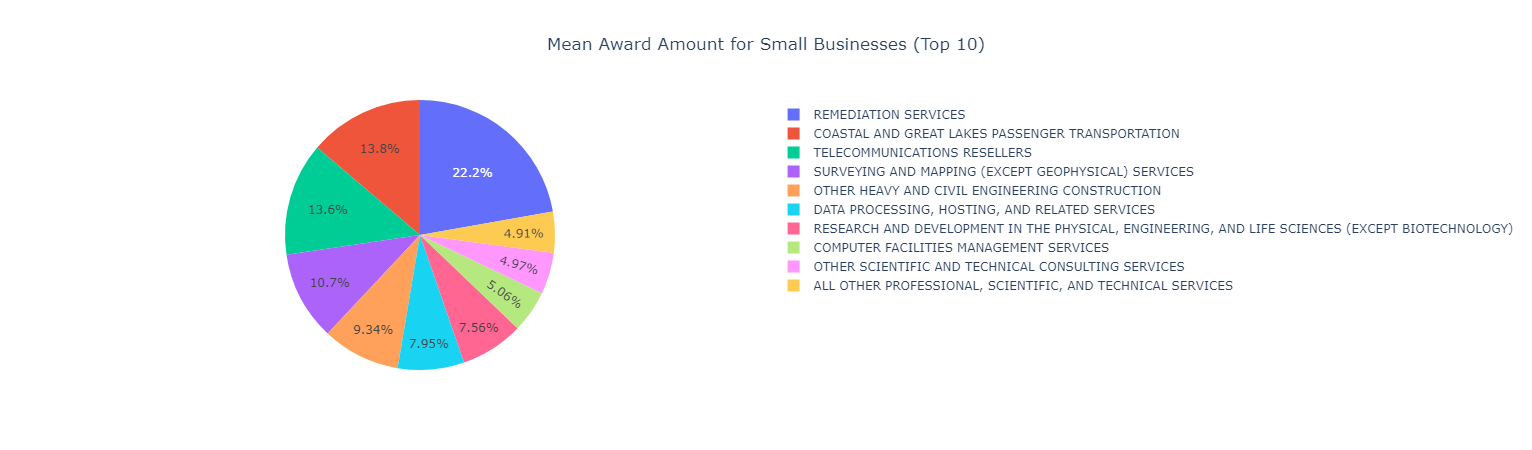 Mean Award Amount for Small Businesses (Top 10)
22.2%
13.8%
13.6%
10.7%
9.34%
7.95%
7.56%
5.06%
4.97%
4.91%
REMEDIATION SERVICES
COASTAL AND GREAT LAKES PASSENGER TRANSPORTATION
TELECOMMUNICATIONS RESELLERS
SURVEYING AND MAPPING (EXCEPT GEOPHYSICAL) SERVICES
OTHER HEAVY AND CIVIL ENGINEERING CONSTRUCTION
DATA PROCESSING, HOSTING, AND RELATED SERVICES
RESEARCH AND DEVELOPMENT IN THE PHYSICAL, ENGINEERING, AND LIFE SCIENCES (EXCEPT BIOTECHNOLOGY)
COMPUTER FACILITIES MANAGEMENT SERVICES
OTHER SCIENTIFIC AND TECHNICAL CONSULTING SERVICES
ALL OTHER PROFESSIONAL, SCIENTIFIC, AND TECHNICAL SERVICES